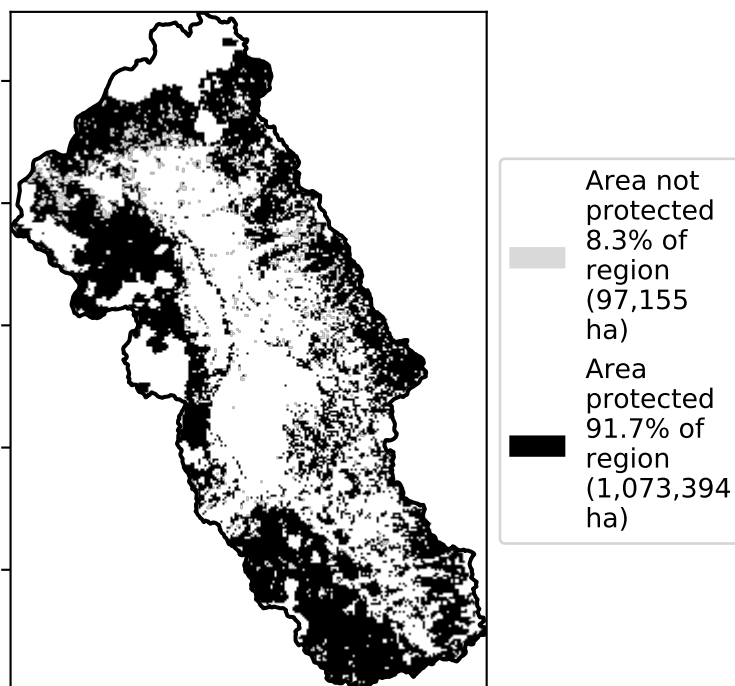 Area not
protected
8.3% of
region
(97,155
ha)
Area
protected
91.7% of
region
(1,073,394
ha)